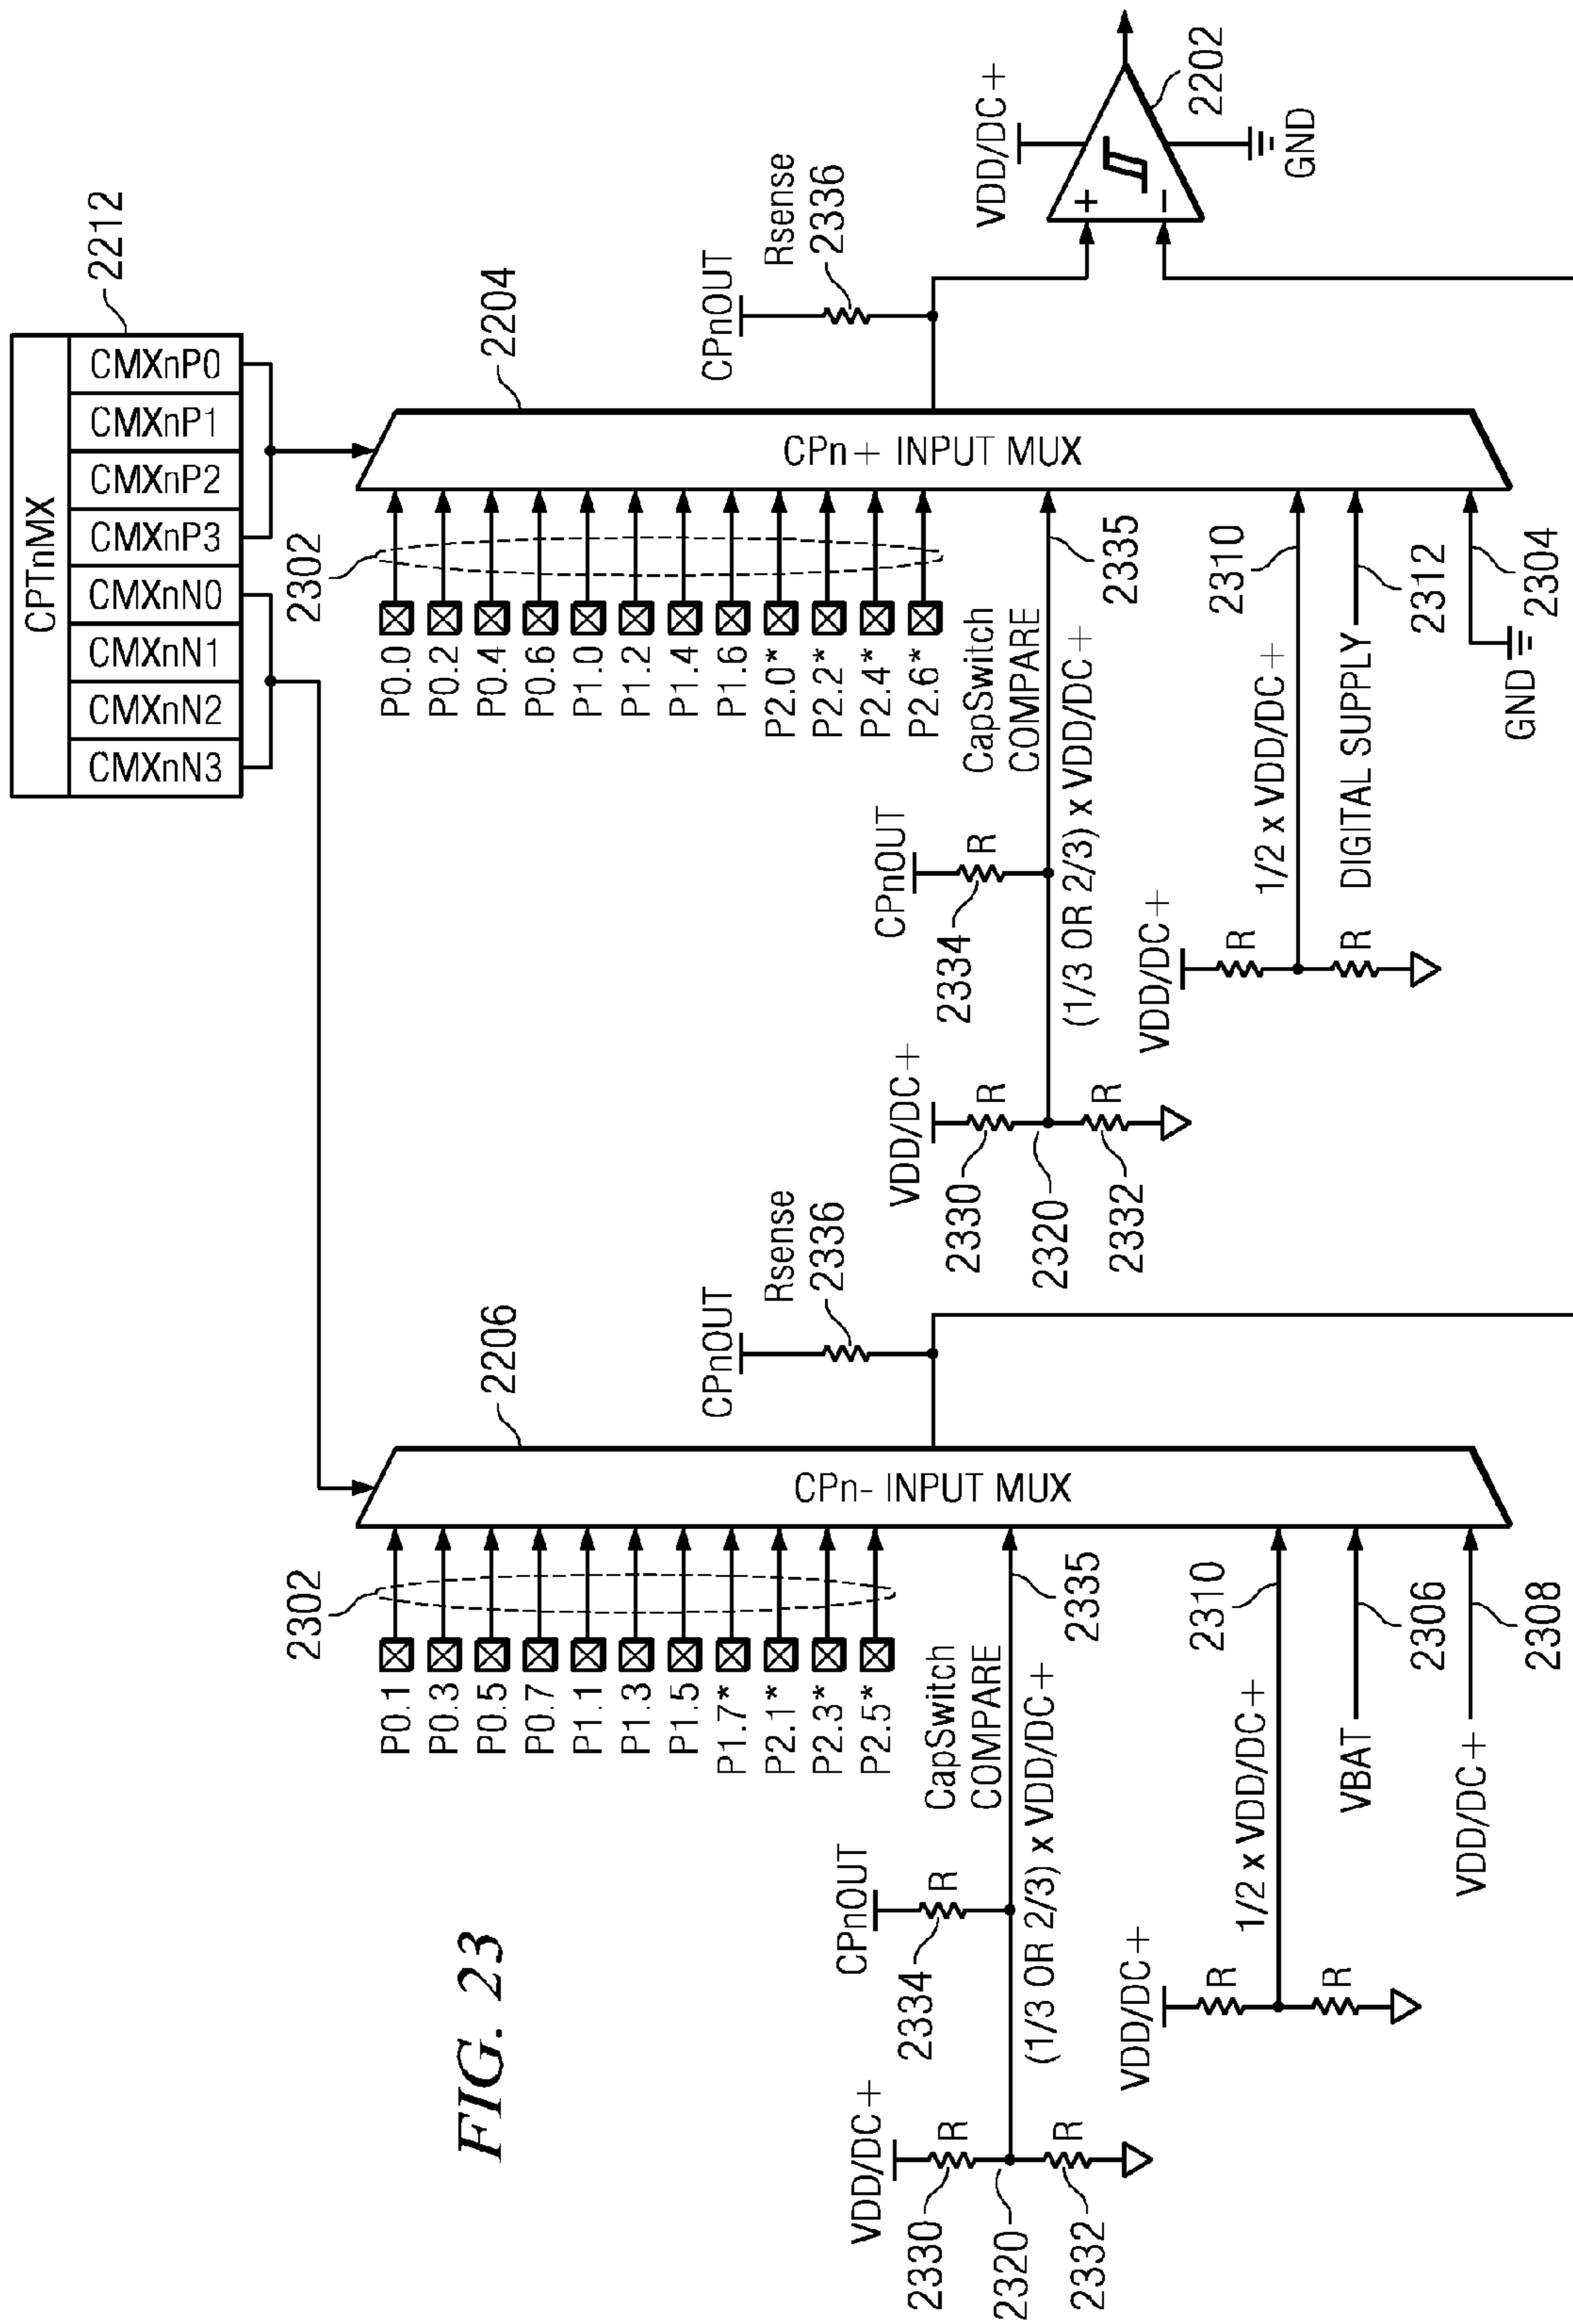 CPTnMX
CMXnN3
CMXnN2
CMXnN1
CMXnN0
CMXnP3
CMXnP2
CMXnP1
CMXnP0
2212
2302
2206
P0.1
P0.3
P0.5
P0.7
P1.1
P1.3
P1.5
P1.7*
P2.1*
P2.3*
P2.5*
CPn- INPUT MUX
CPnOUT
Rsense
2336
CapSwitch
COMPARE
2335
CPnOUT
R
2334
(1/3 OR 2/3) x VDD/DC+
VDD/DC+
R
2330
2320
R
2332
VDD/DC+
R
R
1/2 x VDD/DC+
2310
VBAT
2306
VDD/DC+
2308
2302
2204
P0.0
P0.2
P0.4
P0.6
P1.0
P1.2
P1.4
P1.6
P2.0*
P2.2*
P2.4*
P2.6*
CPn+ INPUT MUX
CPnOUT
Rsense
2336
CapSwitch
COMPARE
2335
CPnOUT
R
2334
(1/3 OR 2/3) x VDD/DC+
VDD/DC+
R
2330
2320
R
2332
VDD/DC+
R
R
1/2 x VDD/DC+
2310
DIGITAL SUPPLY
2312
GND
2304
VDD/DC+
+
−
2202
GND
FIG. 23